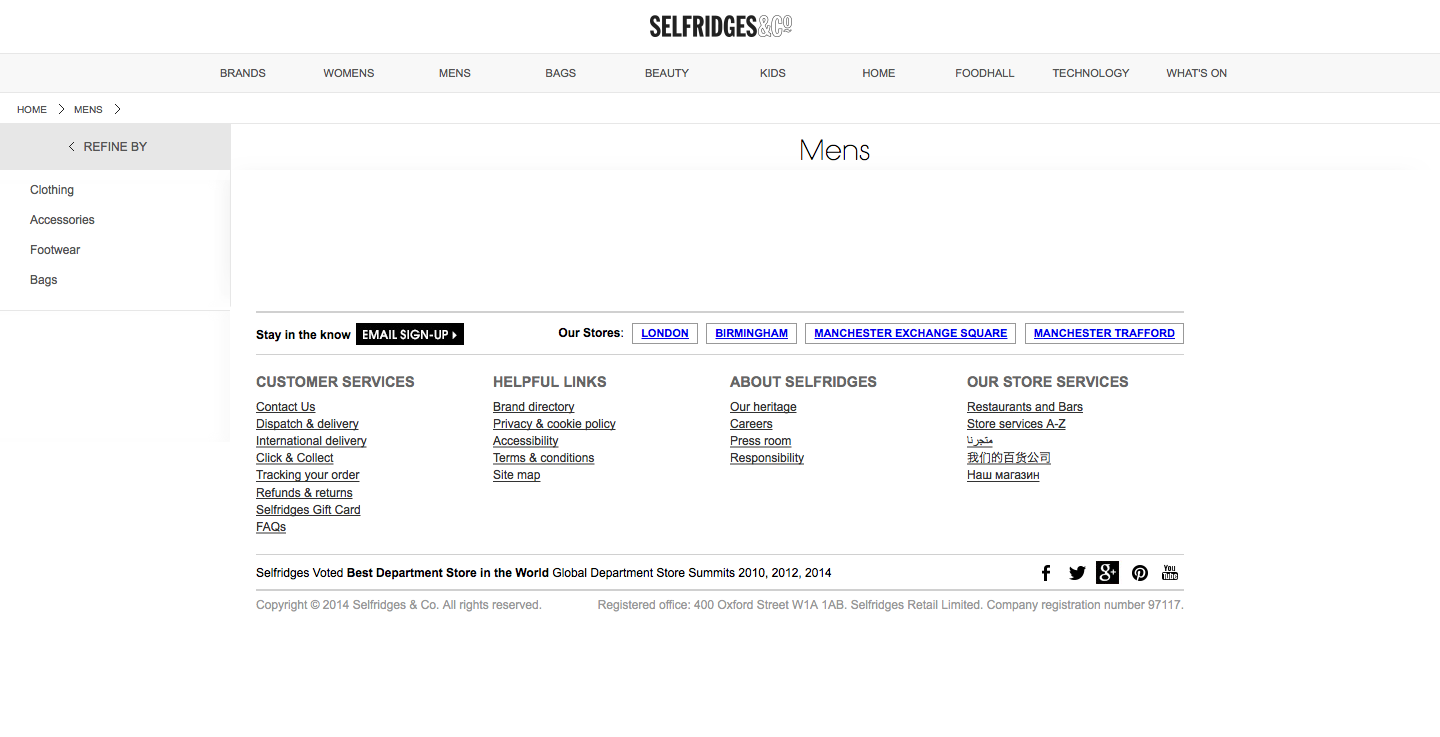 SELFRIDGES&Co
BRANDS WOMENS MENS BAGS BEAUTY KIDS HOME FOODHALL TECHNOLOGY WHAT'S ON
HOME MENS
REFINE BY
Mens
Clothing
Accessories
Footwear
Bags
Stay in the know EMAIL SIGN-UP Our Stores: LONDON BIRMINGHAM MANCHESTER EXCHANGE SQUARE MANCHESTER TRAFFORD
CUSTOMER SERVICES
Contact Us
Dispatch & delivery
International delivery
Click & Collect
Tracking your order
Refunds & returns
Selfridges Gift Card
FAQs
HELPFUL LINKS
Brand directory
Privacy & cookie policy
Accessibility
Terms & conditions
Site map
ABOUT SELFRIDGES
Our heritage
Careers
Press room
Responsibility
OUR STORE SERVICES
Restaurants and Bars
Store services A-Z
متجرنا
我们的百货公司
Наш магазин
Selfridges Voted Best Department Store in the World Global Department Store Summits 2010, 2012, 2014
You Tube
Copyright © 2014 Selfridges & Co. All rights reserved. Registered office: 400 Oxford Street W1A 1AB. Selfridges Retail Limited. Company registration number 97117.